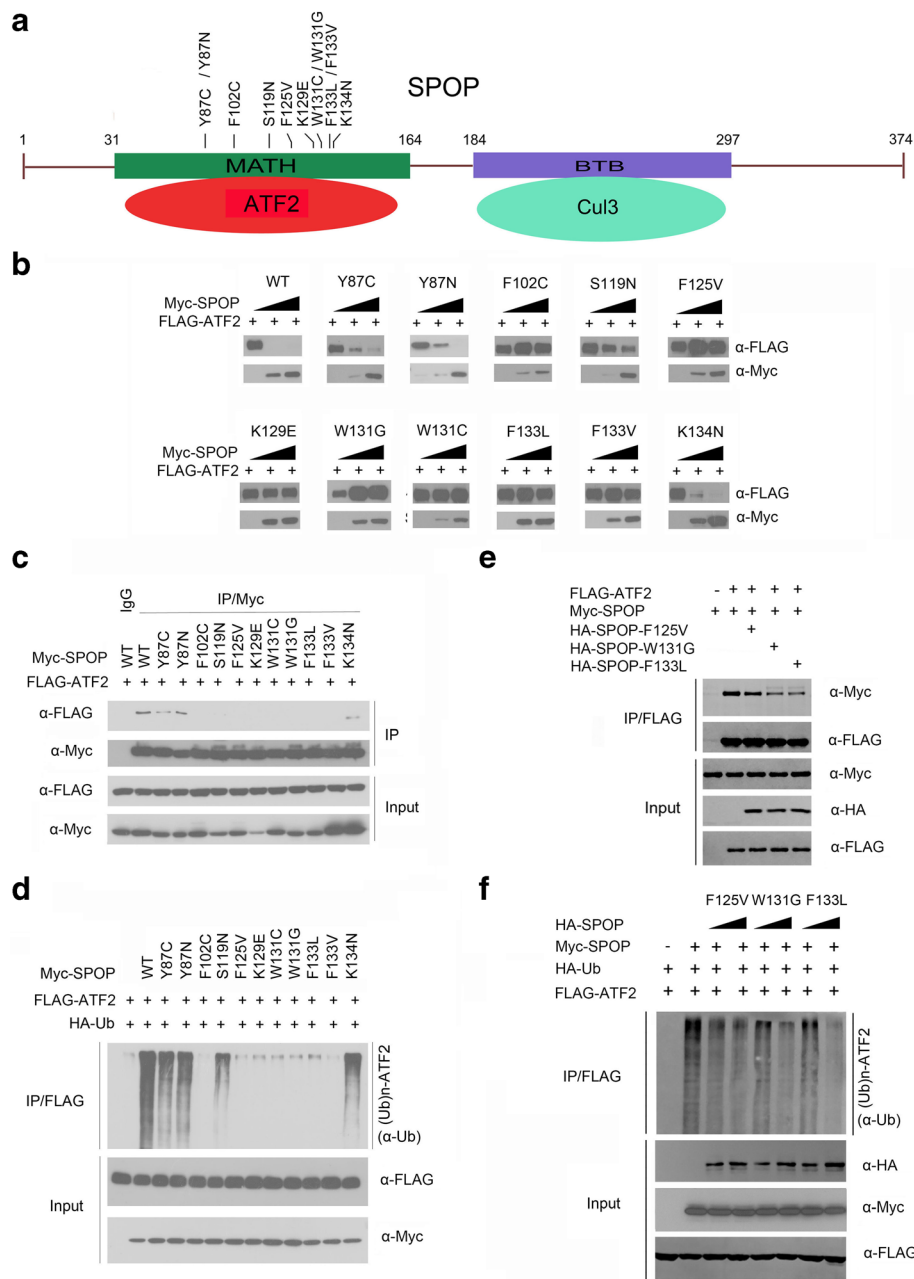 a
Y87C / Y87N
F102C
S119N
F125V
K129E
W131C / W131G
F133L / F133V
K134N
SPOP
1 31 164 184 297 374
MATH BTB
ATF2 Cul3
b
WT Y87C Y87N F102C S119N F125V
Myc-SPOP
FLAG-ATF2 + + + + + + + + + + + + + + + + + +
α-FLAG
α-Myc
K129E W131G W131C F133L F133V K134N
Myc-SPOP
FLAG-ATF2 + + + + + + + + + + + + + + + + + +
α-FLAG
α-Myc
c
IgG IP/Myc
Myc-SPOP WT WT Y87C Y87N F102C S119N F125V K129E W131C W131G F133L F133V K134N
FLAG-ATF2 + + + + + + + + + + + + +
α-FLAG
α-Myc
IP
α-FLAG
α-Myc
Input
d
Myc-SPOP WT Y87C Y87N F102C S119N F125V K129E W131C W131G F133L F133V K134N
FLAG-ATF2 + + + + + + + + + + + + +
HA-Ub + + + + + + + + + + + + +
IP/FLAG
(Ub)n-ATF2
(α-Ub)
Input
α-FLAG
α-Myc
e
FLAG-ATF2 - + + + +
Myc-SPOP + + + + +
HA-SPOP-F125V +
HA-SPOP-W131G +
HA-SPOP-F133L +
IP/FLAG
α-Myc
α-FLAG
Input
α-Myc
α-HA
α-FLAG
f
F125V W131G F133L
HA-SPOP
Myc-SPOP - + + + + + + +
HA-Ub + + + + + + + +
FLAG-ATF2 + + + + + + + +
IP/FLAG
(Ub)n-ATF2
(α-Ub)
Input
α-HA
α-Myc
α-FLAG